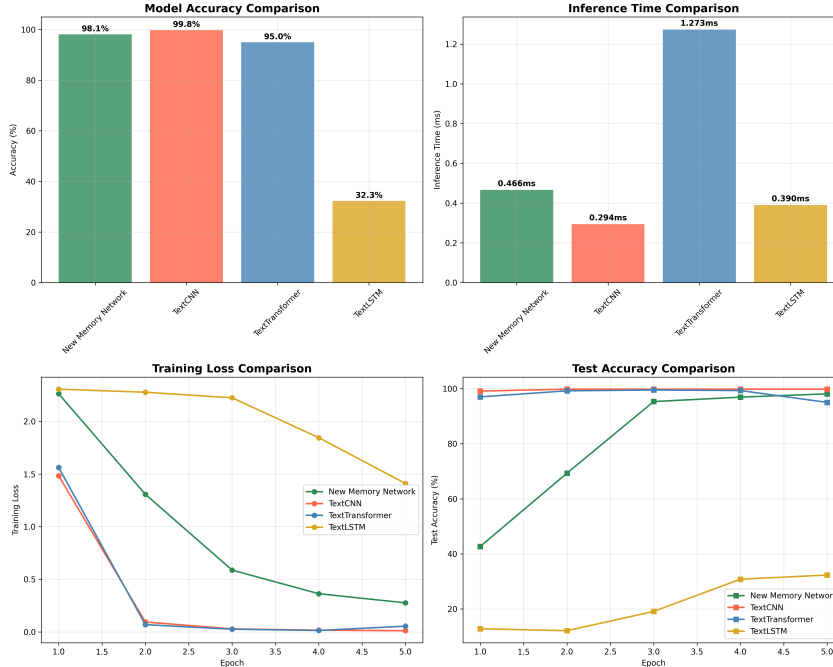 Model Accuracy Comparison
98.1%
99.8%
95.0%
32.3%
100
80
60
40
20
0
Accuracy (%)
New Memory Network
TextCNN
TextTransformer
TextLSTM
Inference Time Comparison
0.466ms
0.294ms
1.273ms
0.390ms
1.2
1.0
0.8
0.6
0.4
0.2
0.0
Inference Time (ms)
New Memory Network
TextCNN
TextTransformer
TextLSTM
Training Loss Comparison
2.0
1.5
1.0
0.5
0.0
Training Loss
New Memory Network
TextCNN
TextTransformer
TextLSTM
1.0 1.5 2.0 2.5 3.0 3.5 4.0 4.5 5.0
Epoch
Test Accuracy Comparison
100
80
60
40
20
Test Accuracy (%)
New Memory Network
TextCNN
TextTransformer
TextLSTM
1.0 1.5 2.0 2.5 3.0 3.5 4.0 4.5 5.0
Epoch